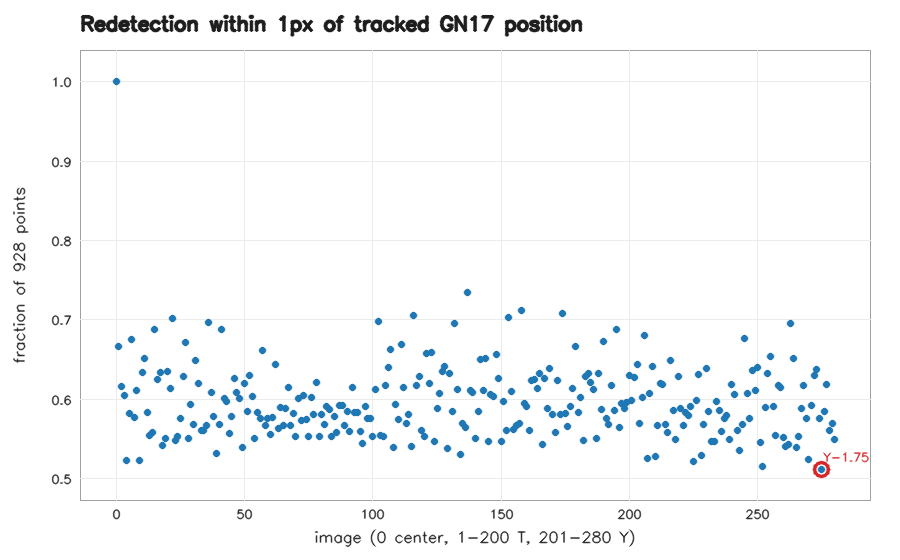 Redetection within 1px of tracked GN17 position
fraction of 928 points
1.0
0.9
0.8
0.7
0.6
0.5
Y-1.75
0 50 100 150 200 250
image (0 center, 1-200 T, 201-280 Y)